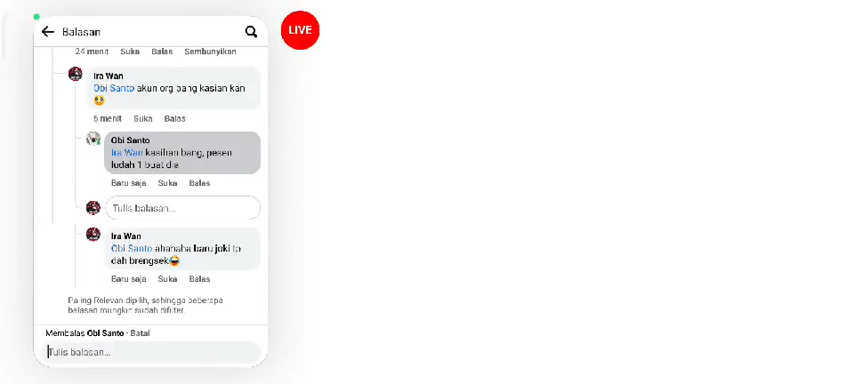 Balasan
LIVE
24 menit Suka Balas Sembunyikan
Ira Wan
Obi Santo akun org bang kasian kan
6 menit Suka Balas
Obi Santo
Ira Wan kasihan bang, pesen
ludah 1 buat dia
Baru saja Suka Balas
Tulis balasan...
Ira Wan
Obi Santo ahahaha baru joki tp
dah brengsek😜
Baru saja Suka Balas
Paling Relevan dipilih, sehingga beberapa
balasan mungkin sudah difilter.
Membalas Obi Santo · Batal
Tulis balasan...